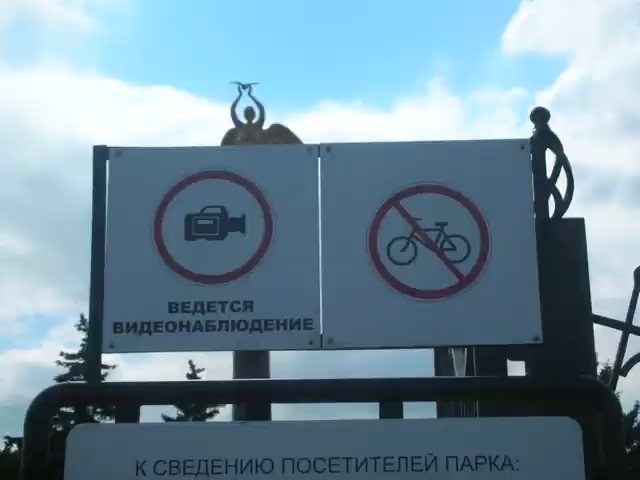 ВЕДЕТСЯ
ВИДЕОНАБЛЮДЕНИЕ
К СВЕДЕНИЮ ПОСЕТИТЕЛЕЙ ПАРКА: